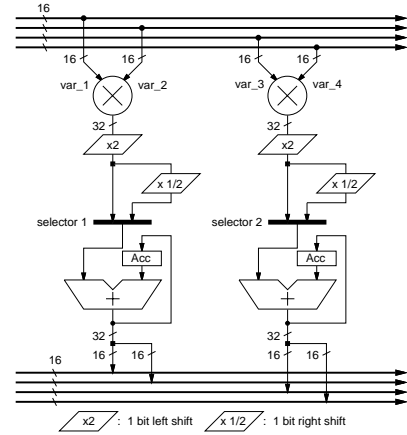 16
16 16 16 16
var_1 var_2 var_3 var_4
32 32
x2 x2
x 1/2 x 1/2
selector 1 selector 2
Acc Acc
+ +
32 32
16 16 16 16
16
x2 : 1 bit left shift x 1/2 : 1 bit right shift